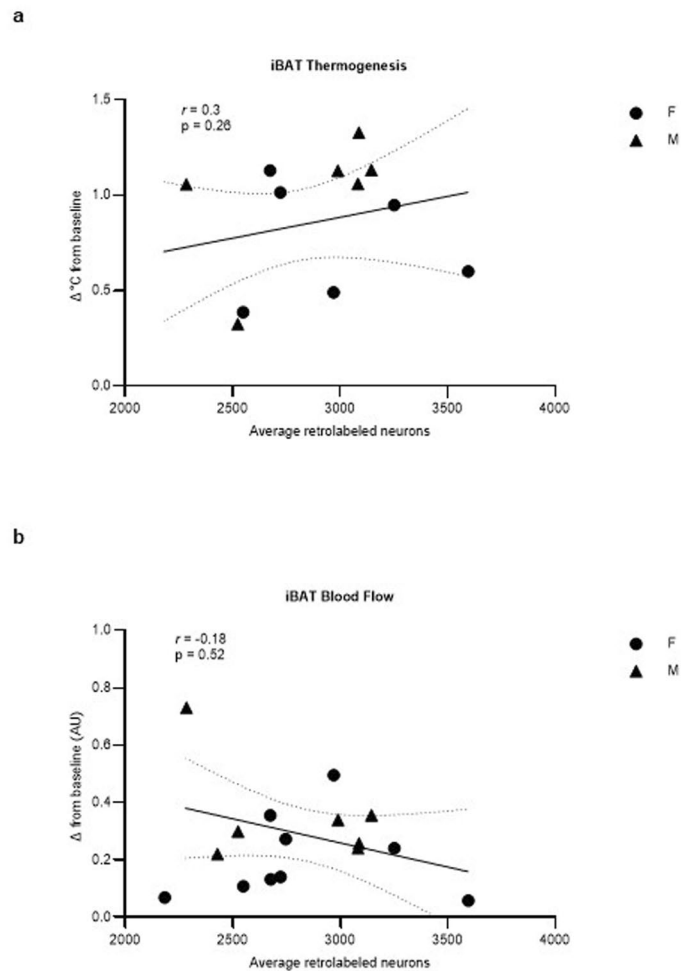 a
iBAT Thermogenesis
r = 0.3
p = 0.26
F
M
1.5
1.0
0.5
0.0
Δ °C from baseline
2000 2500 3000 3500 4000
Average retrolabeled neurons
b
iBAT Blood Flow
r = -0.18
p = 0.52
F
M
1.0
0.8
0.6
0.4
0.2
0.0
Δ from baseline (AU)
2000 2500 3000 3500 4000
Average retrolabeled neurons